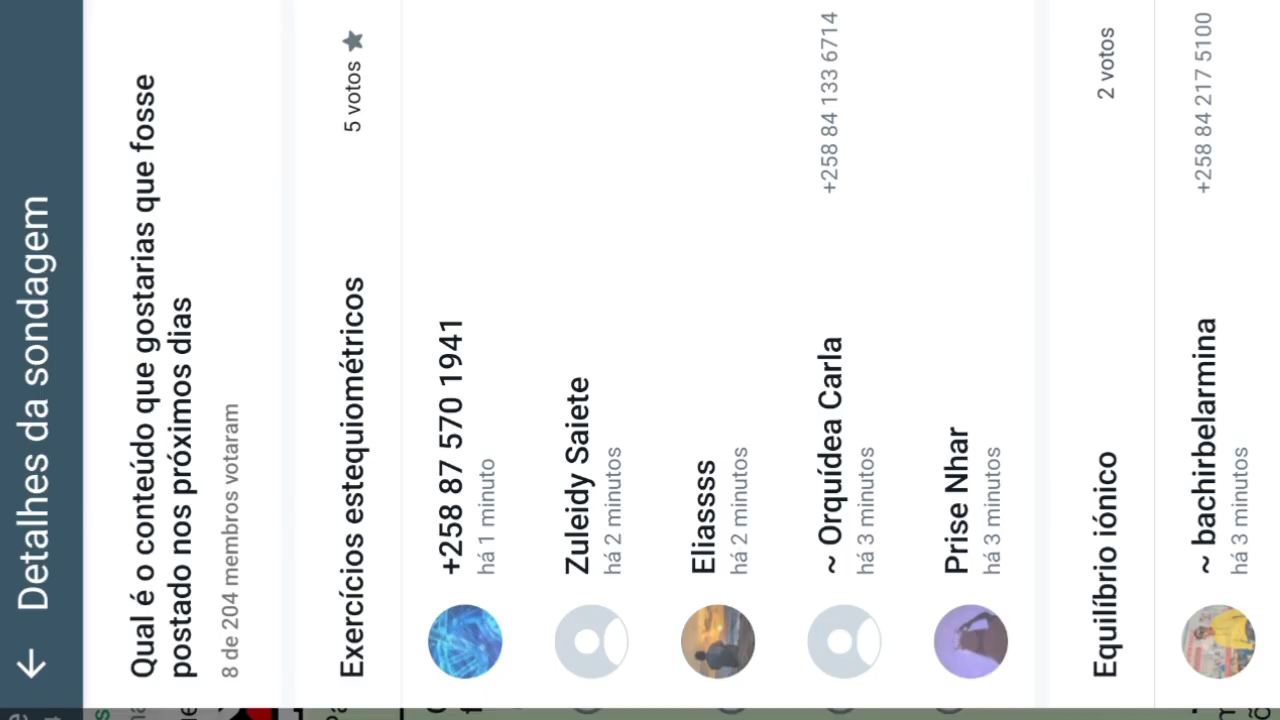 Detalhes da sondagem
Qual é o conteúdo que gostarias que fosse
postado nos próximos dias
8 de 204 membros votaram
Exercícios estequiométricos
5 votos
+258 87 570 1941
há 1 minuto
Zuleidy Saiete
há 2 minutos
Eliassss
há 2 minutos
~ Orquídea Carla
+258 84 133 6714
há 3 minutos
Prise Nhar
há 3 minutos
Equilíbrio iónico
2 votos
~ bachirbelarmina
+258 84 217 5100
há 3 minutos